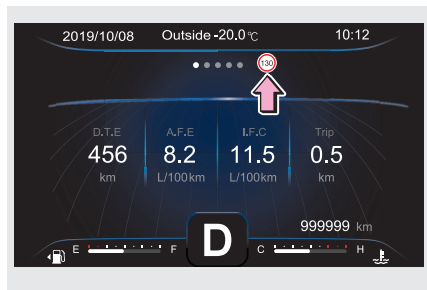 2019/10/08 Outside -20.0℃ 10:12
130
D.T.E A.F.E I.F.C Trip
456 8.2 11.5 0.5
km L/100km L/100km km
999999 km
E F D C H